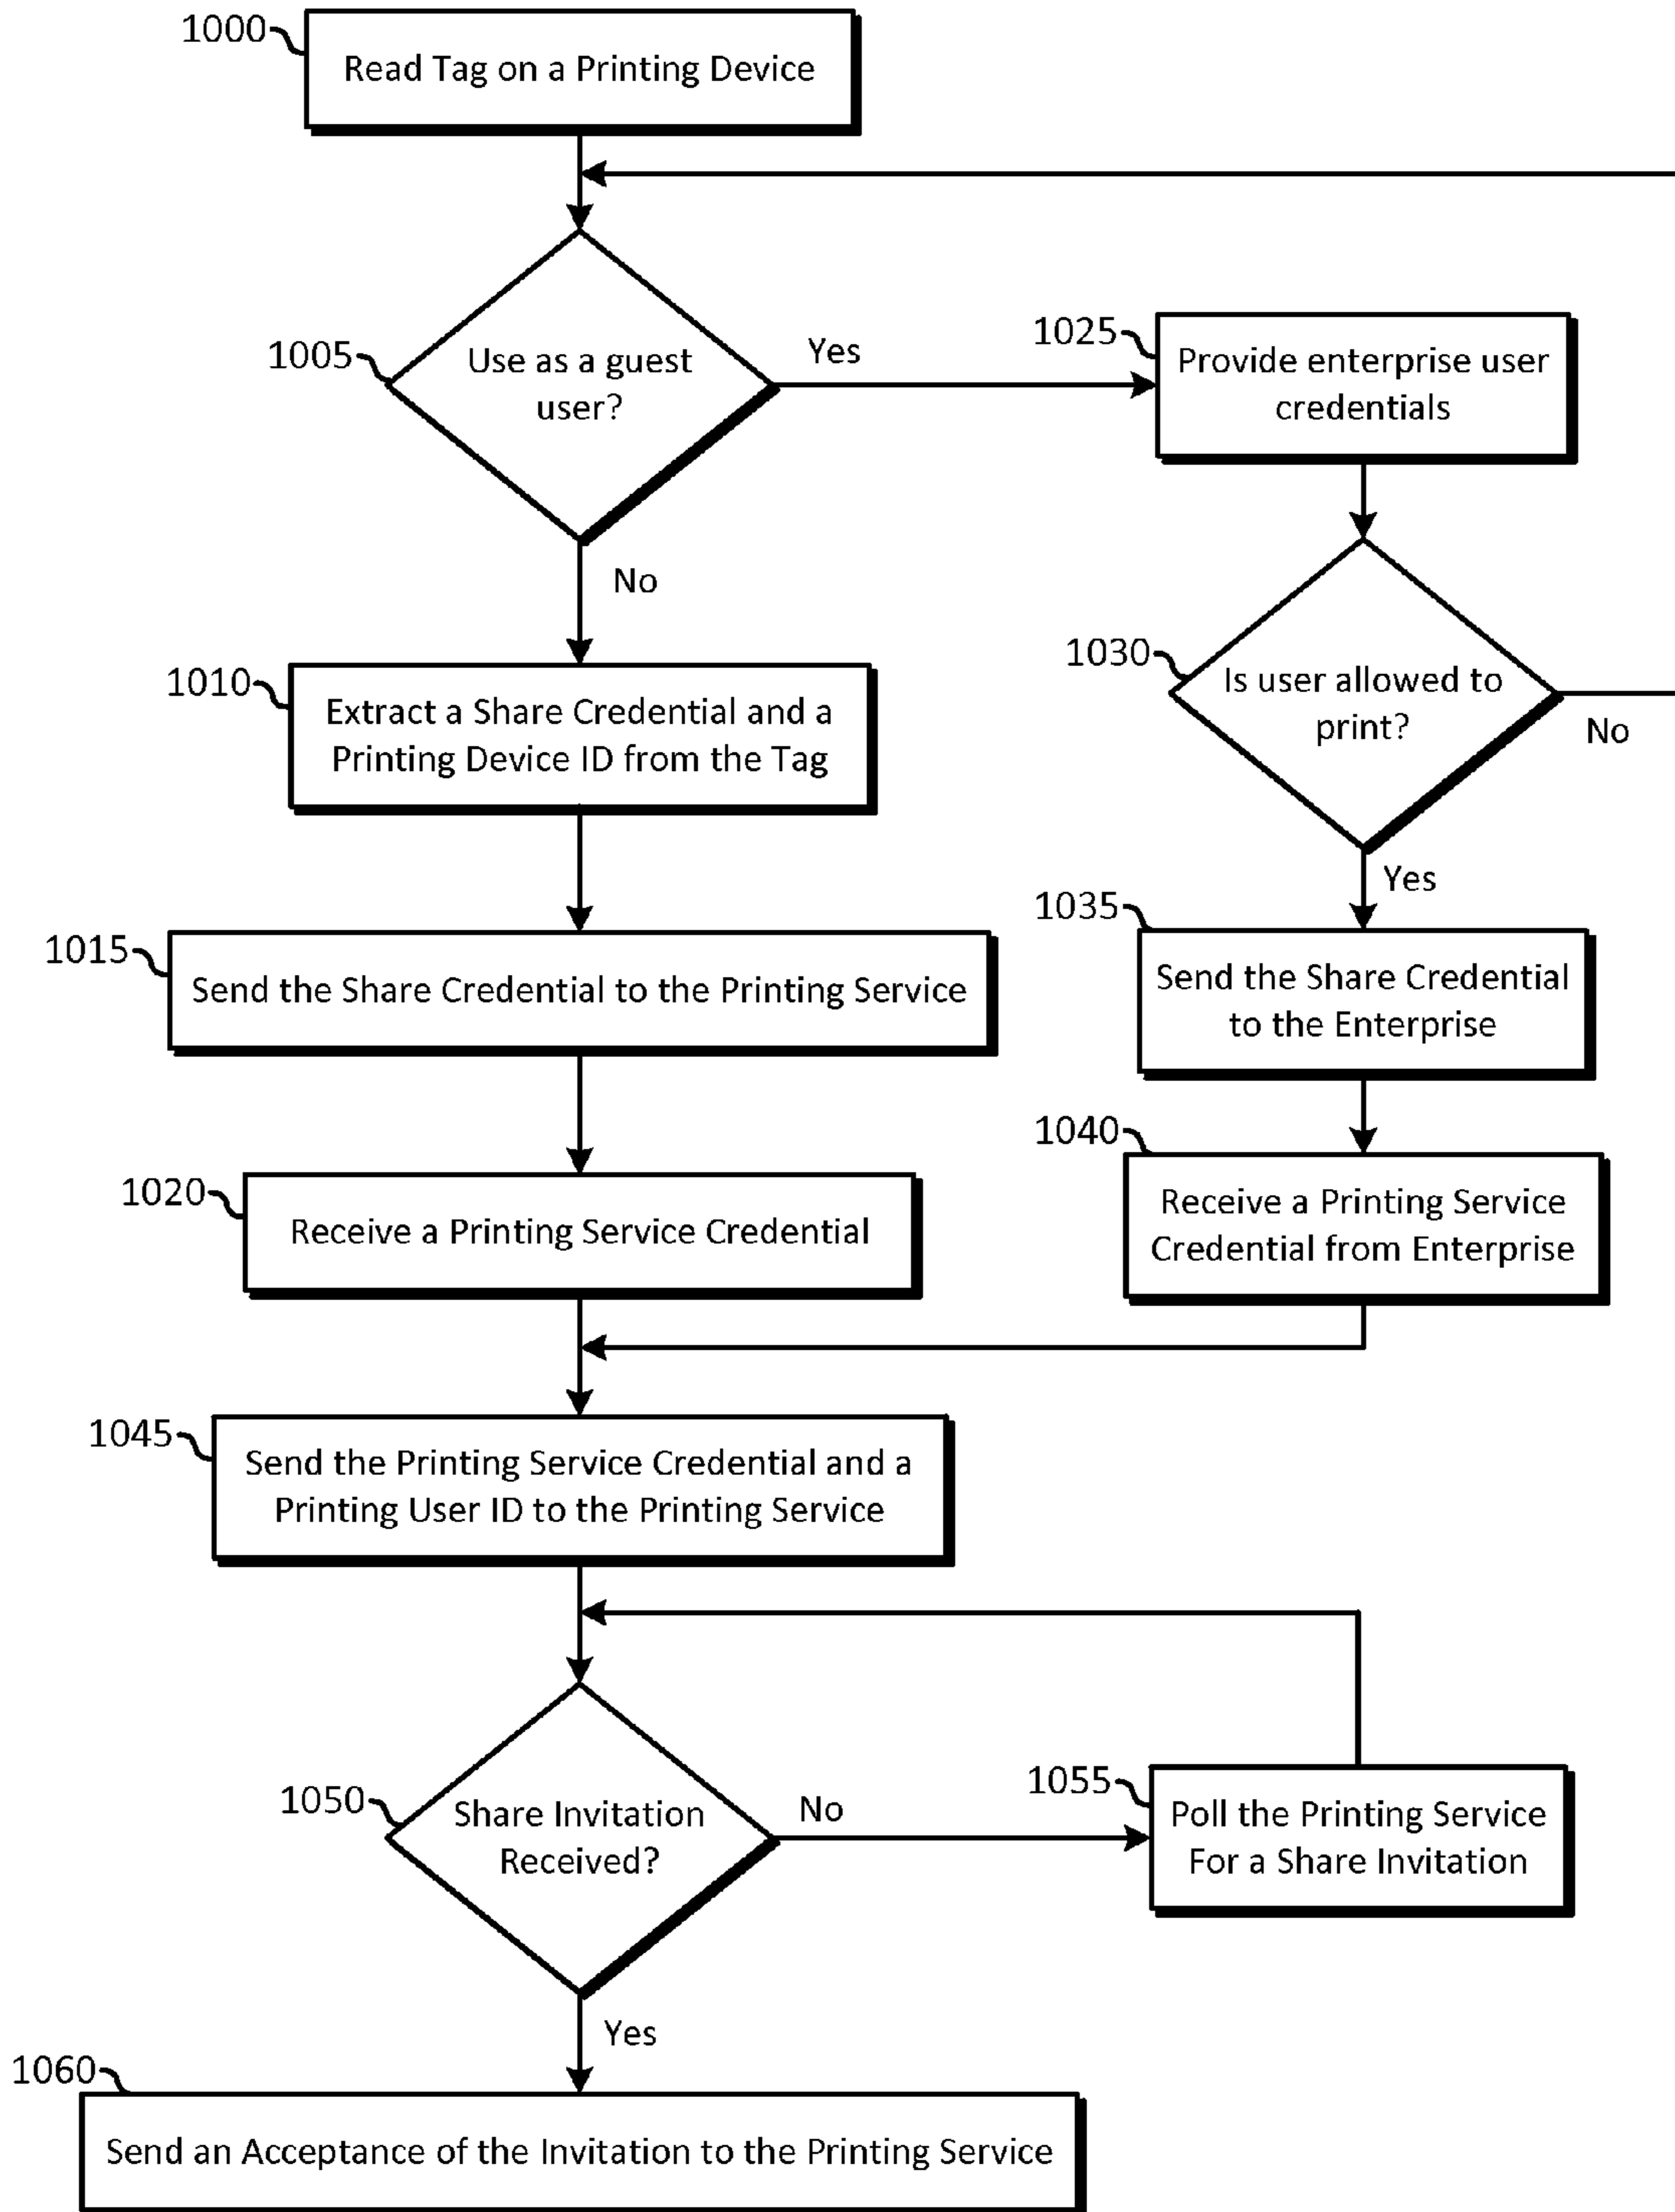 1000
Read Tag on a Printing Device
1005
Use as a guest
user?
Yes
No
1025
Provide enterprise user
credentials
1030
Is user allowed to
print?
No
Yes
1010
Extract a Share Credential and a
Printing Device ID from the Tag
1015
Send the Share Credential to the Printing Service
1035
Send the Share Credential
to the Enterprise
1020
Receive a Printing Service Credential
1040
Receive a Printing Service
Credential from Enterprise
1045
Send the Printing Service Credential and a
Printing User ID to the Printing Service
1050
Share Invitation
Received?
No
Yes
1055
Poll the Printing Service
For a Share Invitation
1060
Send an Acceptance of the Invitation to the Printing Service